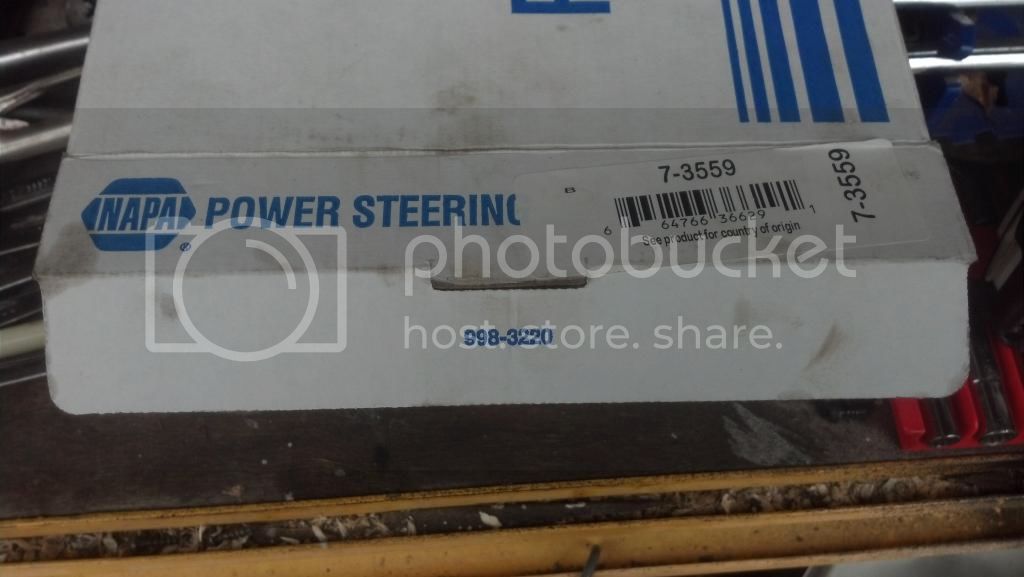 7-3559
7-3559
B
NAPA
®
POWER STEERING
6 64766 36629 1
See product for country of origin
photobucket
host. store. share.
998-3220